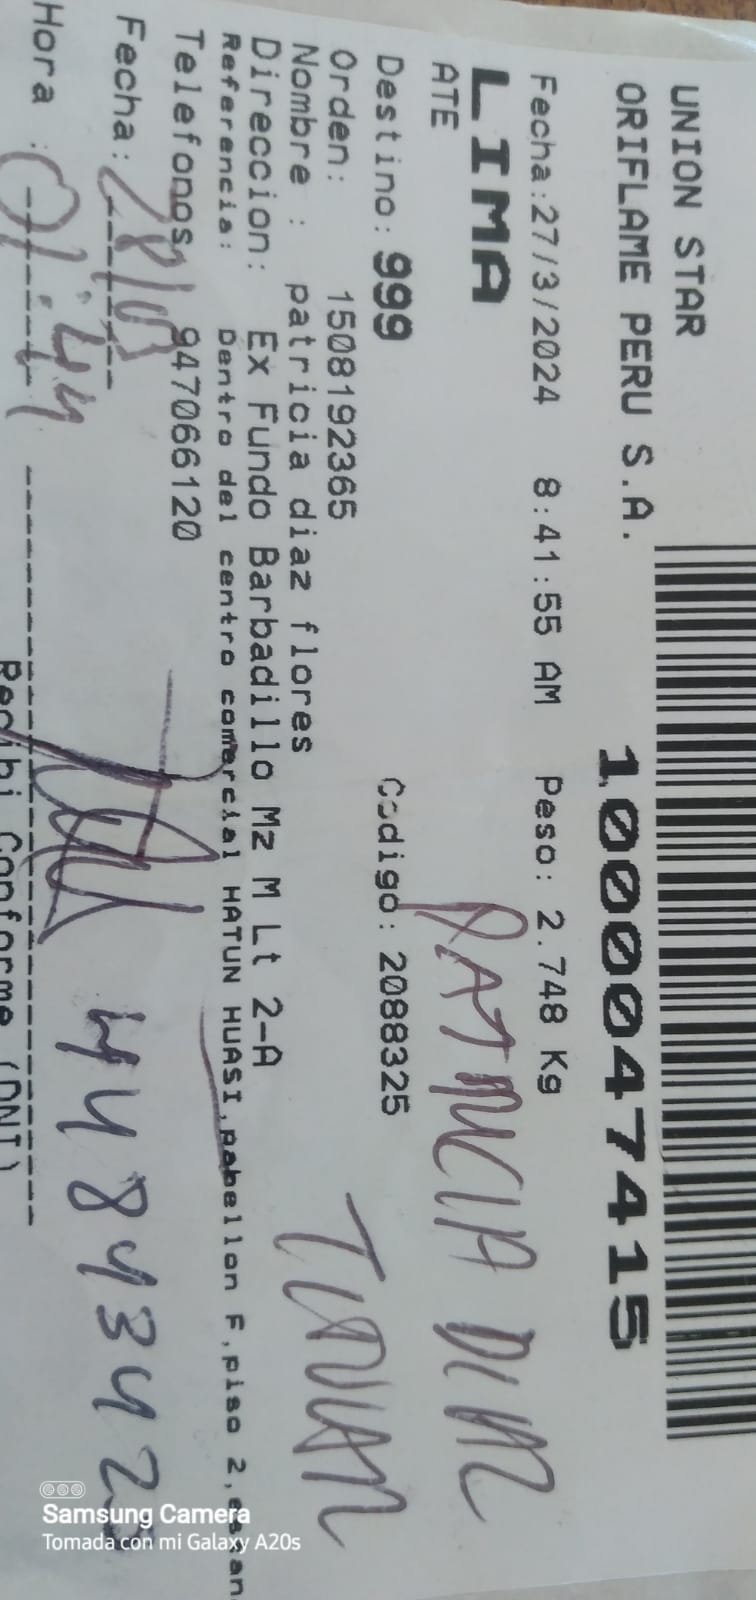 UNION STAR
ORIFLAME PERU S.A.
1000047415
Fecha:27/3/2024 8:41:55 AM Peso: 2.748 Kg
LIMA
ATE
PATRICIA DIAZ
Destino: 999 Codigo: 2088325
Orden: 1508192365
Nombre : patricia diaz flores
TITULAR
Direccion: Ex Fundo Barbadillo Mz M Lt 2-A
Referencia: Dentro del centro comercial HATUN HUASI,pabellon F,piso 2,
Telefonos 947066120
Fecha: 28/03
Hora :
Recibi Conforme (DNI)
Samsung Camera
Tomada con mi Galaxy A20s